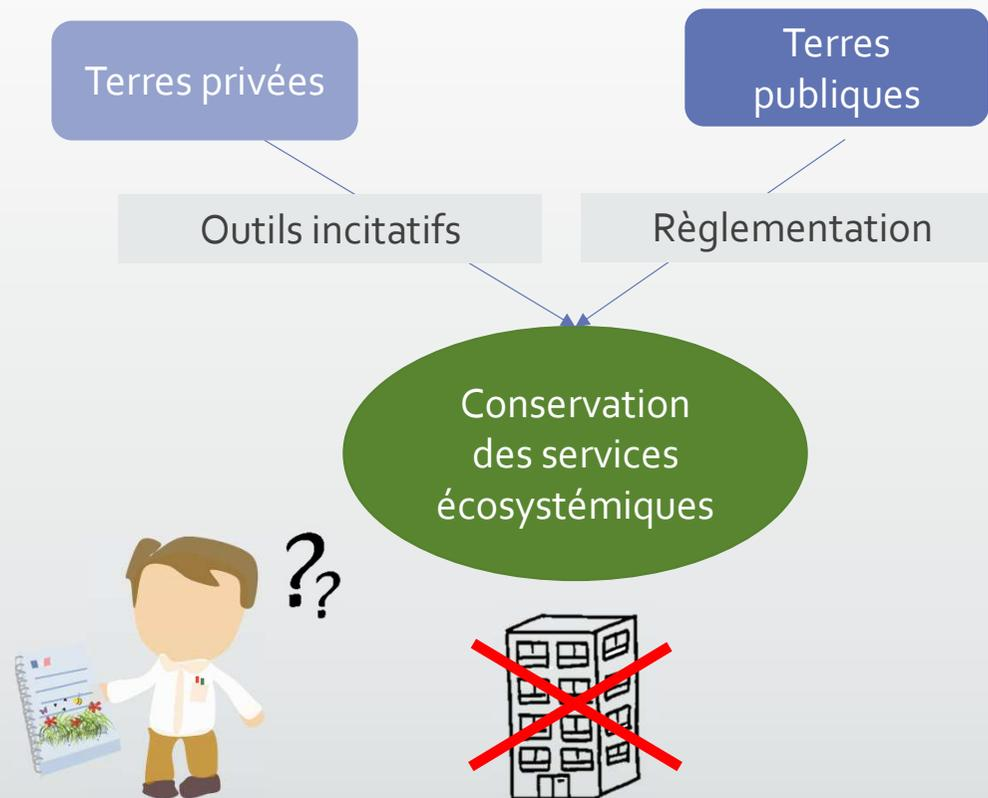 Terres privées
Terres
publiques
Outils incitatifs
Règlementation
Conservation
des services
écosystémiques
??